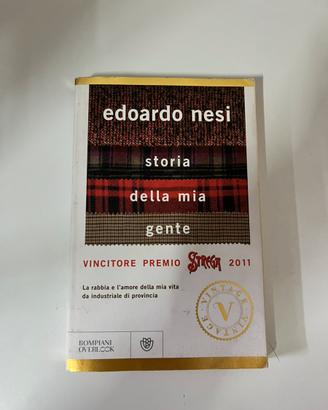 edoardo nesi
storia
della mia
gente
VINCITORE PREMIO STREGA 2011
La rabbia e l'amore della mia vita
da industriale di provincia
VINTAGE · VINTAGE ·
V
BOMPIANI
OVERLOOK